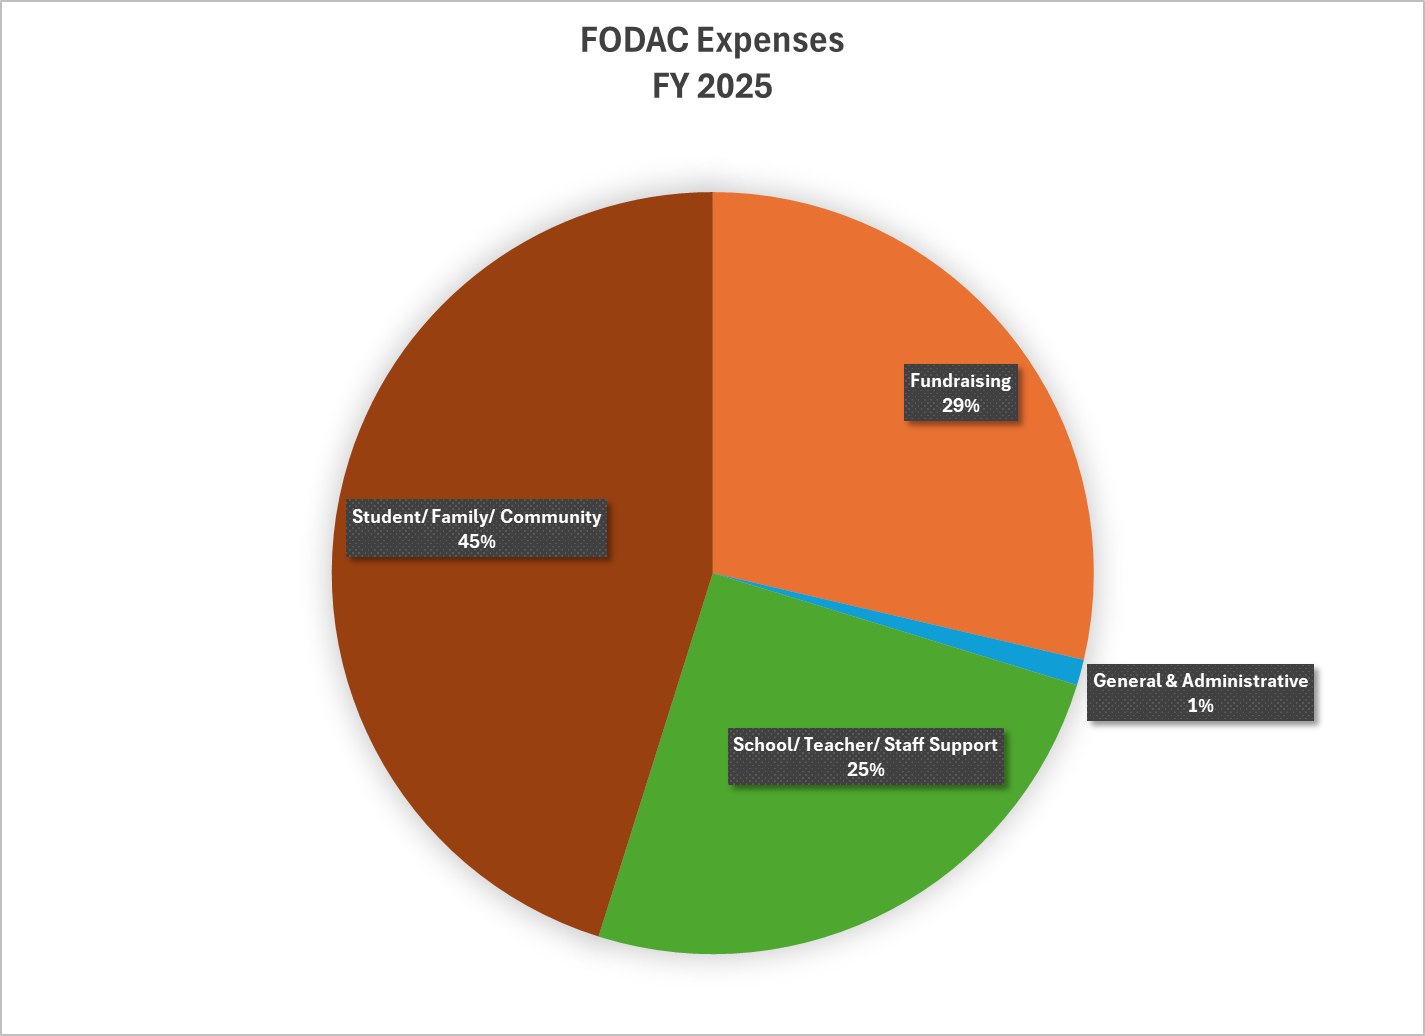 FODAC Expenses
FY 2025
Fundraising
29%
Student/ Family/ Community
45%
General & Administrative
1%
School/ Teacher/ Staff Support
25%